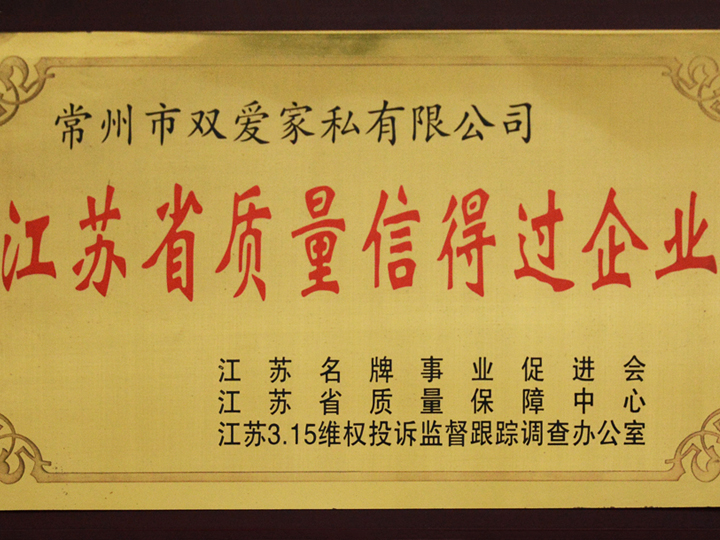 常州市双爱家私有限公司
江苏省质量信得过企业
江苏名牌事业促进会
江苏省质量保障中心
江苏3.15维权投诉监督跟踪调查办公室